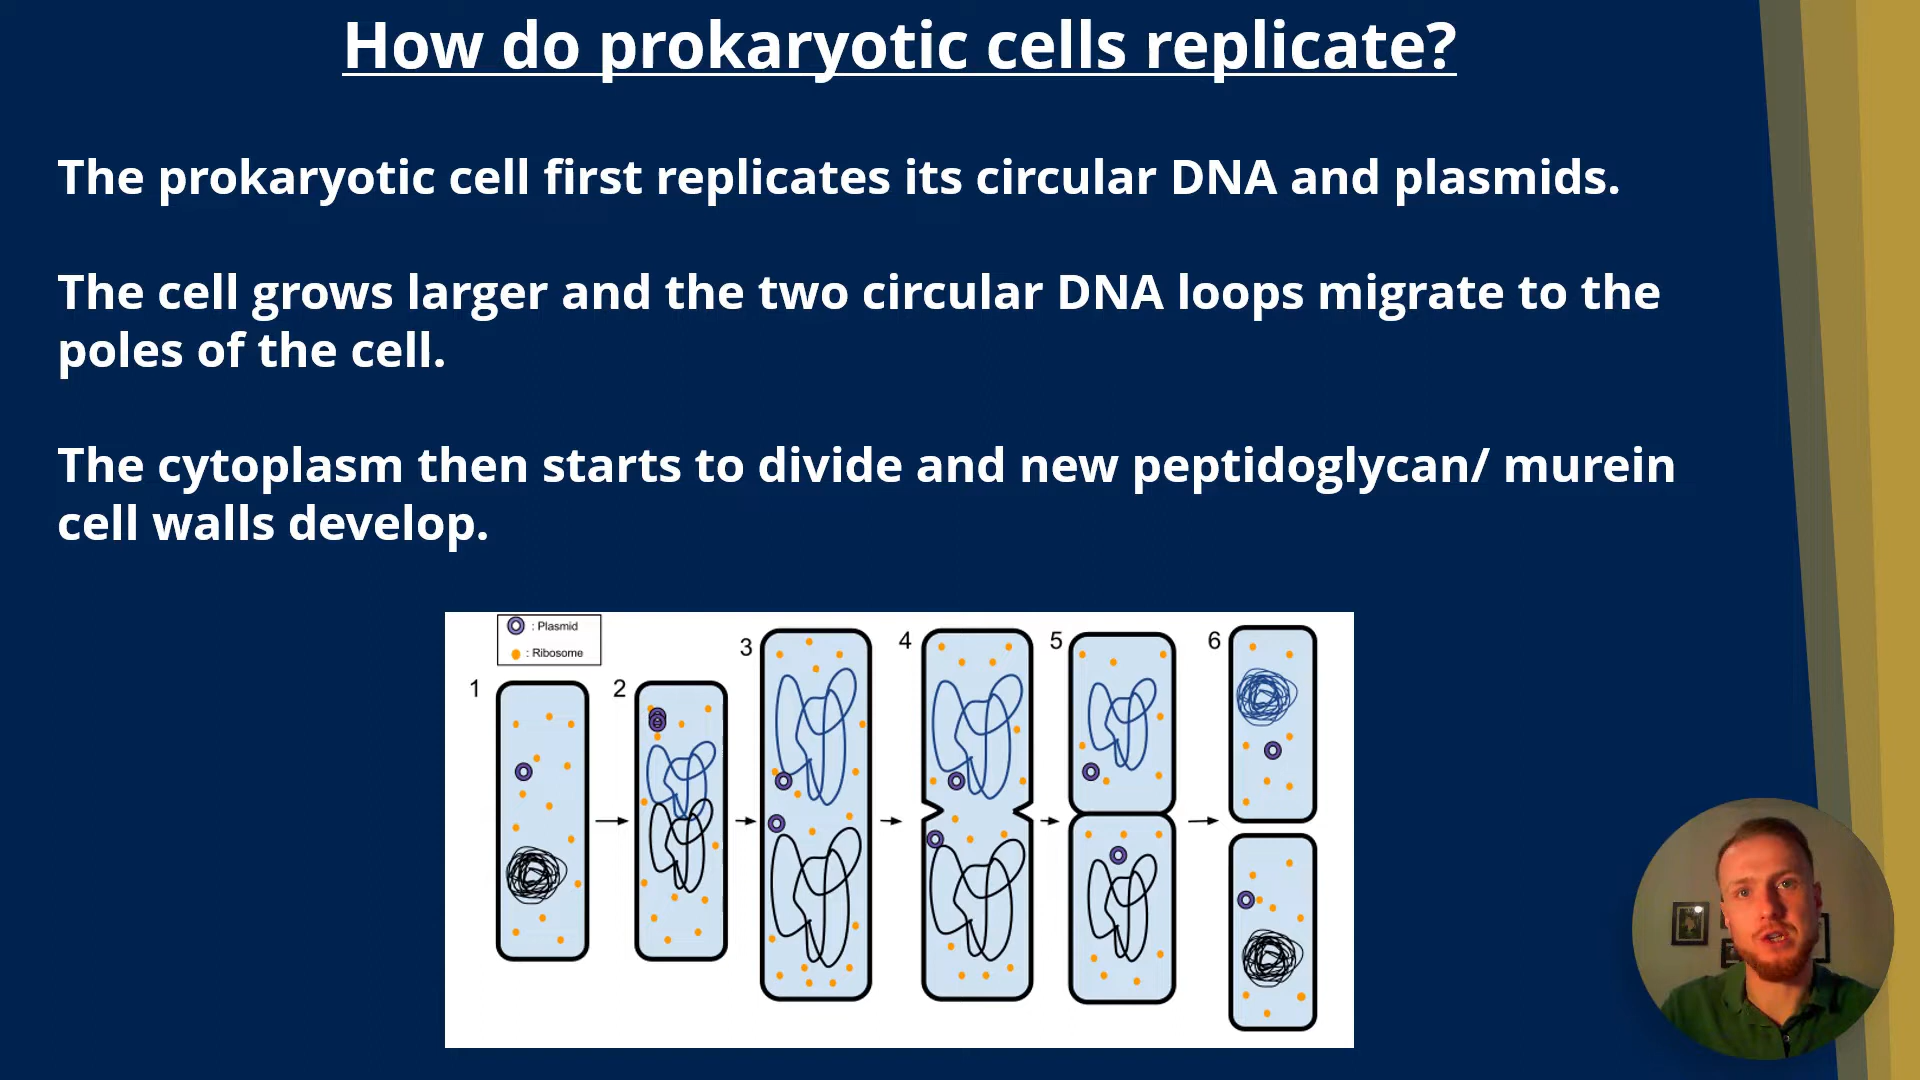 How do prokaryotic cells replicate?
The prokaryotic cell first replicates its circular DNA and plasmids.
The cell grows larger and the two circular DNA loops migrate to the
poles of the cell.
The cytoplasm then starts to divide and new peptidoglycan/ murein
cell walls develop.
: Plasmid
: Ribosome
1
2
3
4
5
6